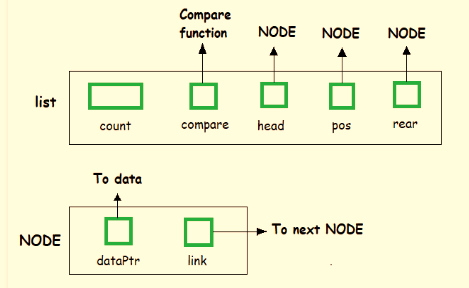 Compare
function
NODE
NODE
NODE
list
count
compare
head
pos
rear
To data
NODE
To next NODE
dataPtr
link